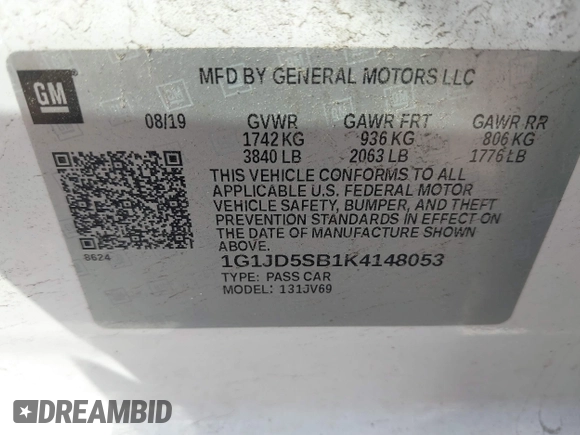 GM
MFD BY GENERAL MOTORS LLC
08/19 GVWR GAWR FRT GAWR RR
1742 KG 936 KG 806 KG
3840 LB 2063 LB 1776 LB
THIS VEHICLE CONFORMS TO ALL
APPLICABLE U.S. FEDERAL MOTOR
VEHICLE SAFETY, BUMPER, AND THEFT
PREVENTION STANDARDS IN EFFECT ON
THE DATE OF MANUFACTURE SHOWN
ABOVE.
8624
1G1JD5SB1K4148053
TYPE: PASS CAR
MODEL: 131JV69
DREAMBID